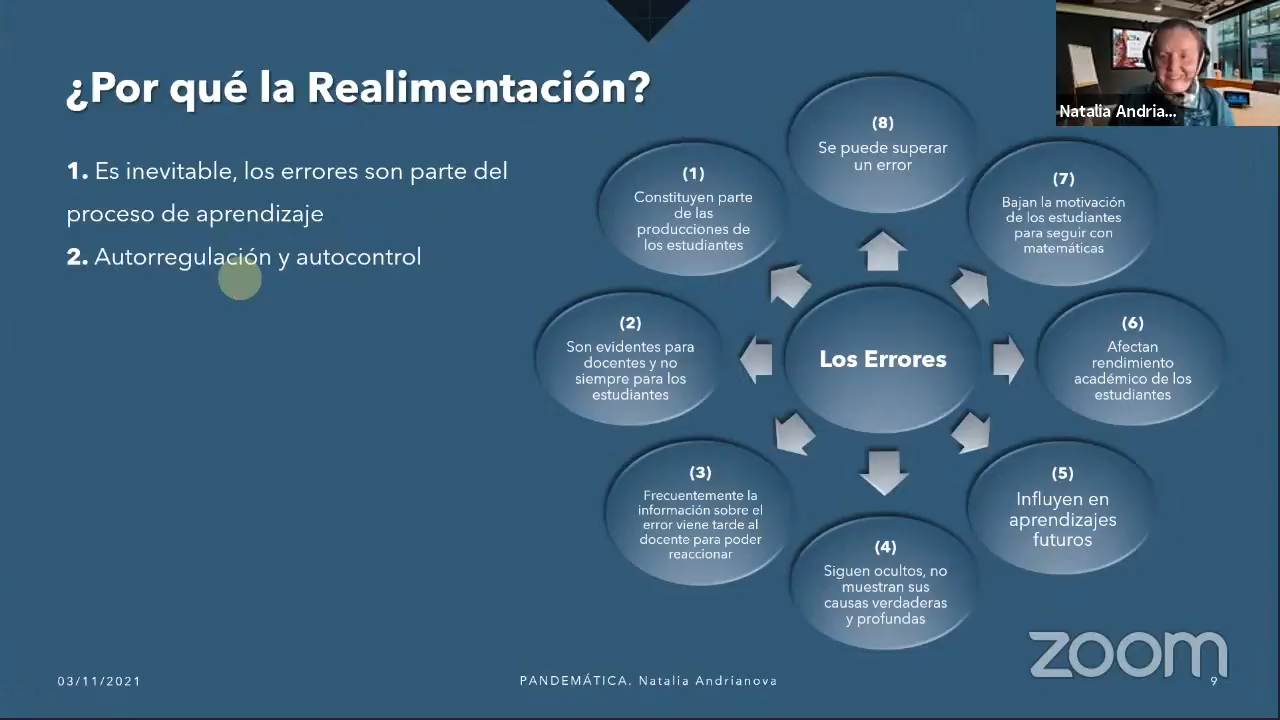 ¿Por qué la Realimentación?
1. Es inevitable, los errores son parte del
proceso de aprendizaje
2. Autorregulación y autocontrol
Los Errores
(1)
Constituyen parte
de las
producciones de
los estudiantes
(2)
Son evidentes para
docentes y no
siempre para los
estudiantes
(3)
Frecuentemente la
información sobre el
error viene tarde al
docente para poder
reaccionar
(4)
Siguen ocultos, no
muestran sus
causas verdaderas
y profundas
(5)
Influyen en
aprendizajes
futuros
(6)
Afectan
rendimiento
académico de los
estudiantes
(7)
Bajan la motivación
de los estudiantes
para seguir con
matemáticas
(8)
Se puede superar
un error
Natalia Andria...
zoom
03/11/2021
PANDEMÁTICA. Natalia Andrianova
9